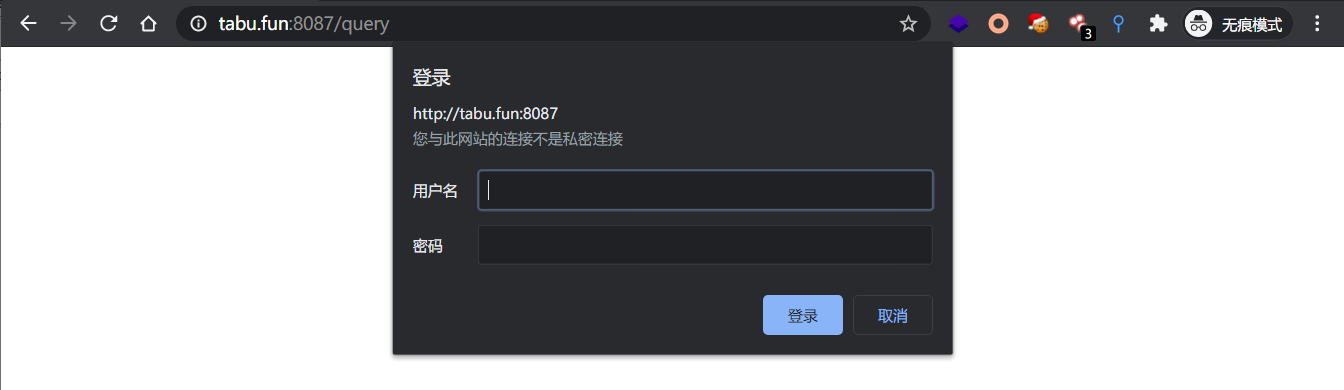 tabu.fun:8087/query
3
无痕模式
登录
http://tabu.fun:8087
您与此网站的连接不是私密连接
用户名
密码
登录
取消